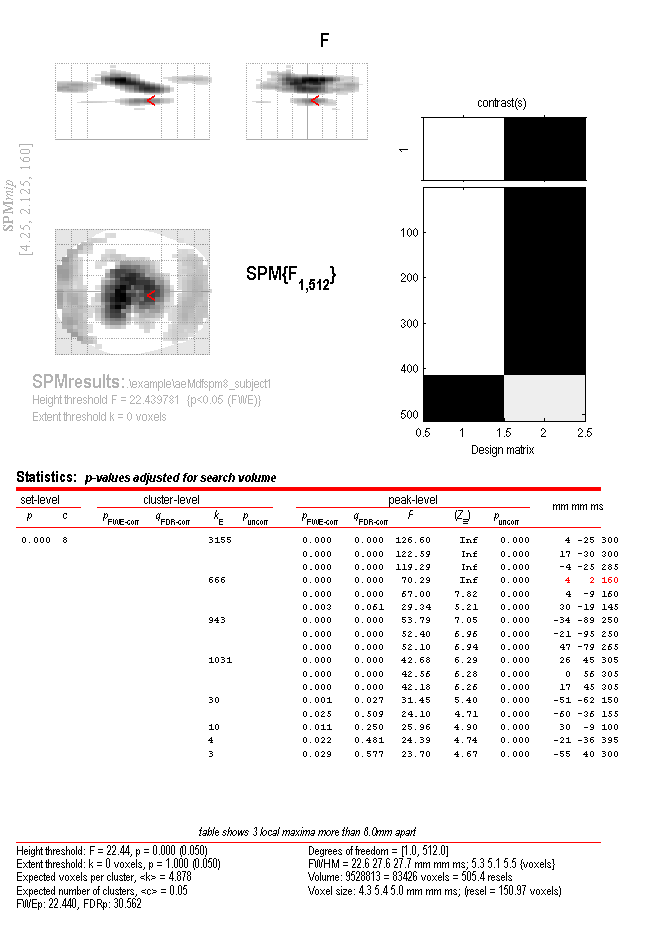 F
contrast(s)
1
SPMmip
[4.25, 2.125, 160]
SPM{F1,512}
100
200
300
400
500
0.5 1 1.5 2 2.5
Design matrix
SPMresults: .\example\aeMdfspm8_subject1
Height threshold F = 22.439781 {p<0.05 (FWE)}
Extent threshold k = 0 voxels
Statistics: p-values adjusted for search volume
set-level cluster-level peak-level mm mm ms
p c pFWE-corr qFDR-corr kE puncorr pFWE-corr qFDR-corr F (Z≡) puncorr
0.000 8 3155 0.000 0.000 126.60 Inf 0.000 4 -25 300
0.000 0.000 122.59 Inf 0.000 17 -30 300
0.000 0.000 119.29 Inf 0.000 -4 -25 285
666 0.000 0.000 70.29 Inf 0.000 4 2 160
0.000 0.000 67.00 7.82 0.000 4 -9 160
0.003 0.061 29.34 5.21 0.000 30 -19 145
943 0.000 0.000 53.79 7.05 0.000 -34 -89 250
0.000 0.000 52.40 6.96 0.000 -21 -95 250
0.000 0.000 52.10 6.94 0.000 47 -79 265
1031 0.000 0.000 42.68 6.29 0.000 26 45 305
0.000 0.000 42.56 6.28 0.000 0 56 305
0.000 0.000 42.18 6.26 0.000 17 45 305
30 0.001 0.027 31.45 5.40 0.000 -51 -62 150
0.025 0.509 24.10 4.71 0.000 -60 -36 155
10 0.011 0.250 25.96 4.90 0.000 30 -9 100
4 0.022 0.481 24.39 4.74 0.000 -21 -36 395
3 0.029 0.577 23.70 4.67 0.000 -55 40 300
table shows 3 local maxima more than 8.0mm apart
Height threshold: F = 22.44, p = 0.000 (0.050)
Extent threshold: k = 0 voxels, p = 1.000 (0.050)
Expected voxels per cluster, <k> = 4.878
Expected number of clusters, <c> = 0.05
FWEp: 22.440, FDRp: 30.562
Degrees of freedom = [1.0, 512.0]
FWHM = 22.6 27.6 27.7 mm mm ms; 5.3 5.1 5.5 {voxels}
Volume: 9528813 = 83426 voxels = 505.4 resels
Voxel size: 4.3 5.4 5.0 mm mm ms; (resel = 150.97 voxels)